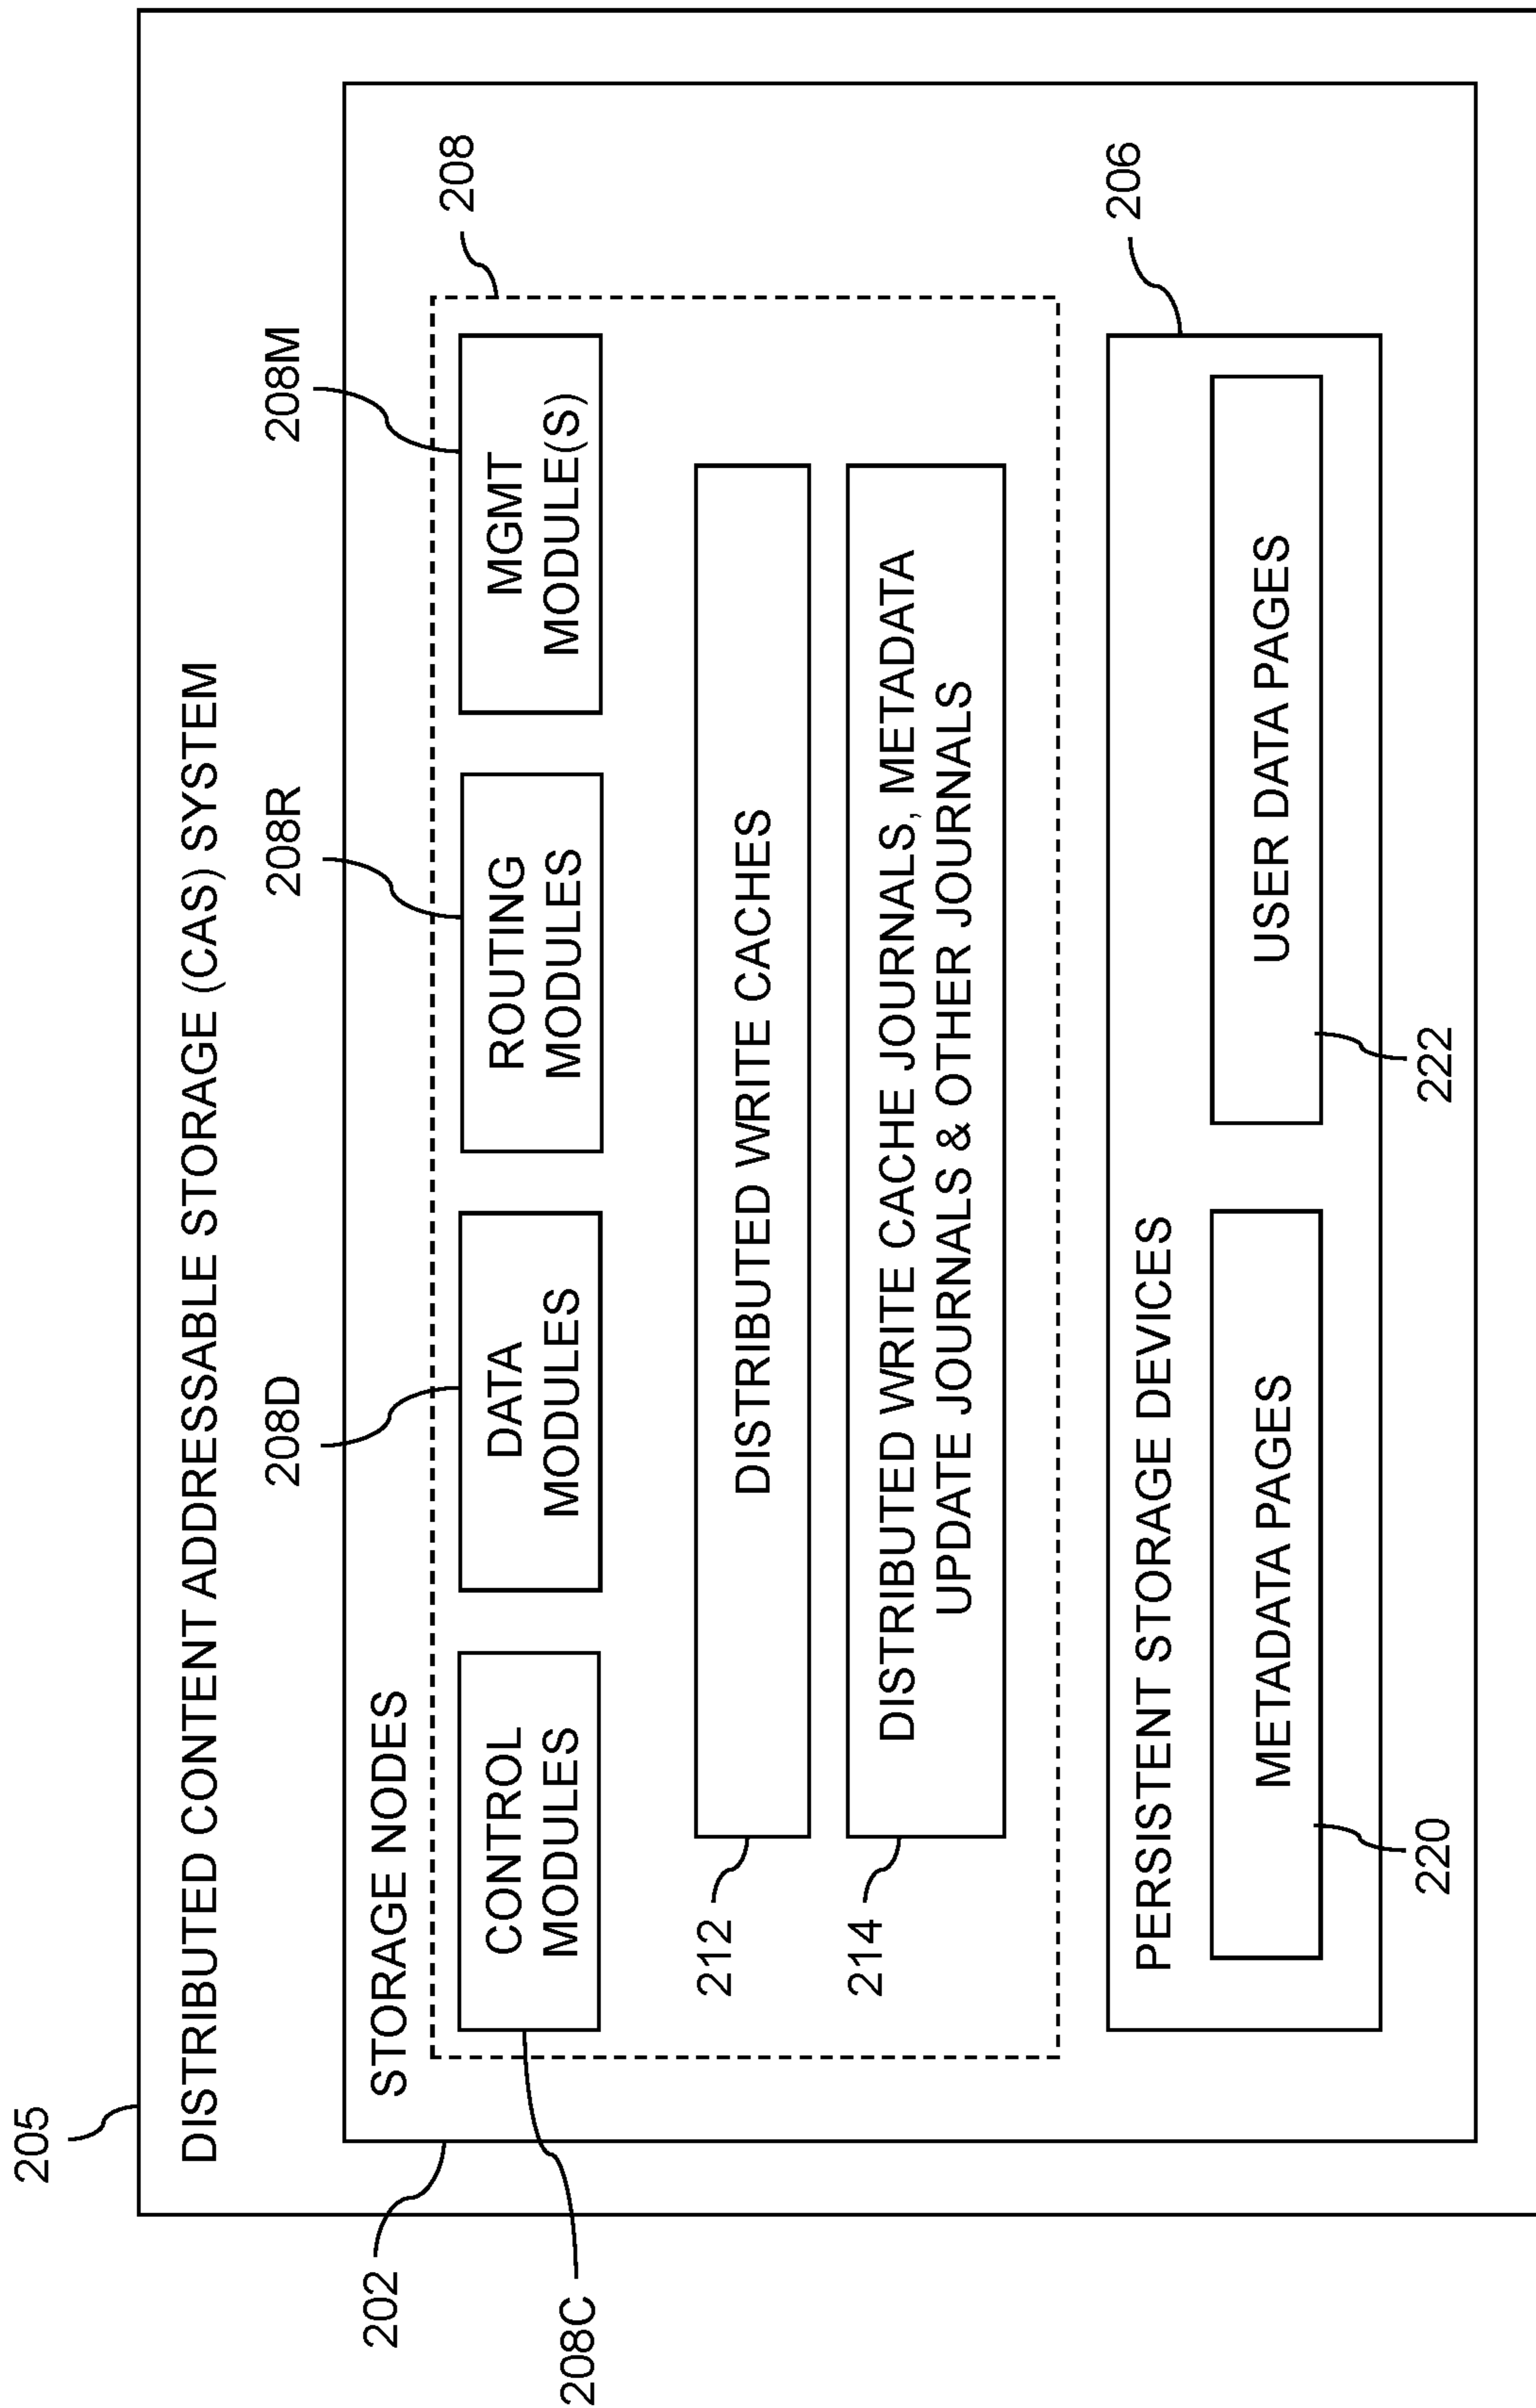 205
DISTRIBUTED CONTENT ADDRESSABLE STORAGE (CAS) SYSTEM
202
208D
208R
208M
STORAGE NODES
208
208C
CONTROL
MODULES
DATA
MODULES
ROUTING
MODULES
MGMT
MODULE(S)
212
DISTRIBUTED WRITE CACHES
214
DISTRIBUTED WRITE CACHE JOURNALS, METADATA
UPDATE JOURNALS & OTHER JOURNALS
206
PERSISTENT STORAGE DEVICES
METADATA PAGES
USER DATA PAGES
220
222